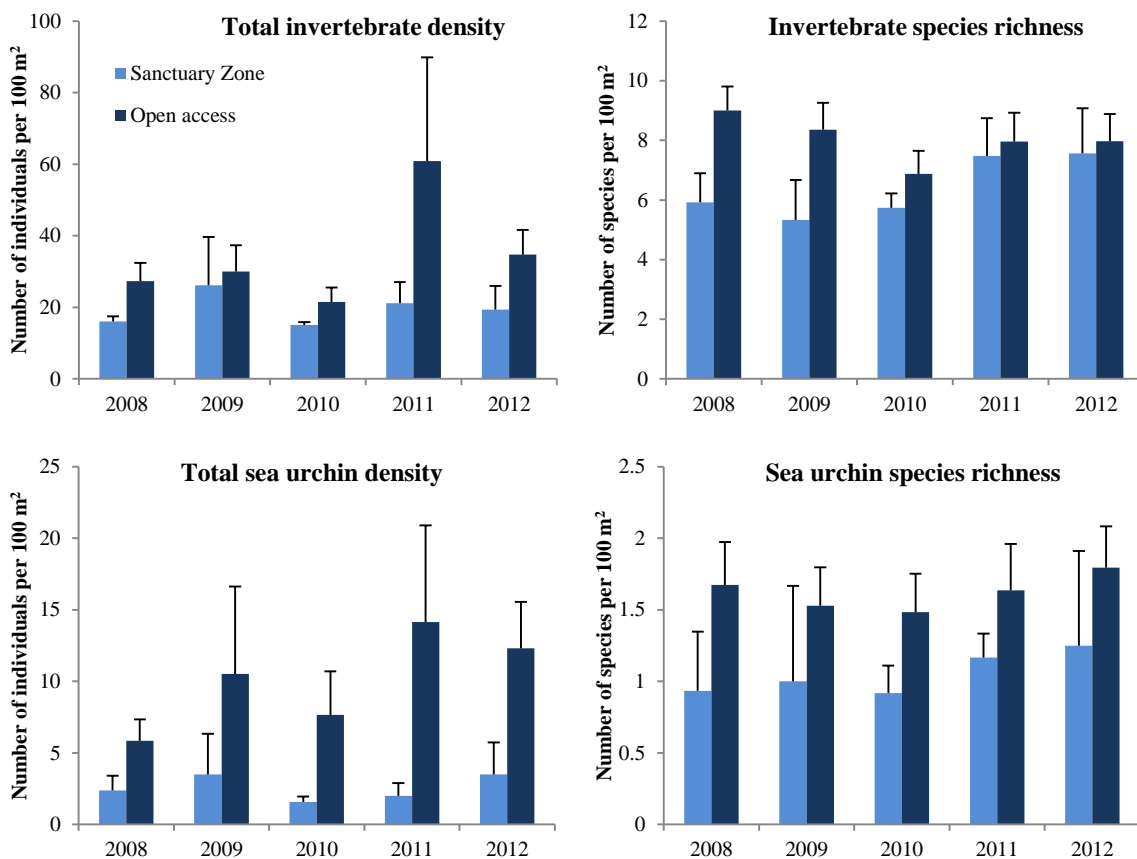 Total invertebrate density
Number of individuals per 100 m²
100
80
60
40
20
0
Sanctuary Zone
Open access
2008 2009 2010 2011 2012
Invertebrate species richness
Number of species per 100 m²
12
10
8
6
4
2
0
2008 2009 2010 2011 2012
Total sea urchin density
Number of individuals per 100 m²
25
20
15
10
5
0
2008 2009 2010 2011 2012
Sea urchin species richness
Number of species per 100 m²
2.5
2
1.5
1
0.5
0
2008 2009 2010 2011 2012